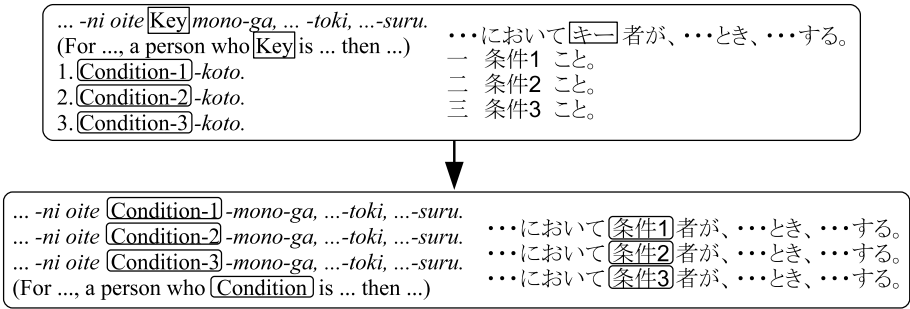 ... -ni oite Key mono-ga, ... -toki, ...-suru.
(For ..., a person who Key is ... then ...)
1. Condition-1 -koto.
2. Condition-2 -koto.
3. Condition-3 -koto.
・・・において キー 者が、・・・とき、・・・する。
一 条件1 こと。
二 条件2 こと。
三 条件3 こと。
... -ni oite Condition-1 -mono-ga, ...-toki, ...-suru.
... -ni oite Condition-2 -mono-ga, ...-toki, ...-suru.
... -ni oite Condition-3 -mono-ga, ...-toki, ...-suru.
(For ..., a person who Condition is ... then ...)
・・・において 条件1 者が、・・・とき、・・・する。
・・・において 条件2 者が、・・・とき、・・・する。
・・・において 条件3 者が、・・・とき、・・・する。